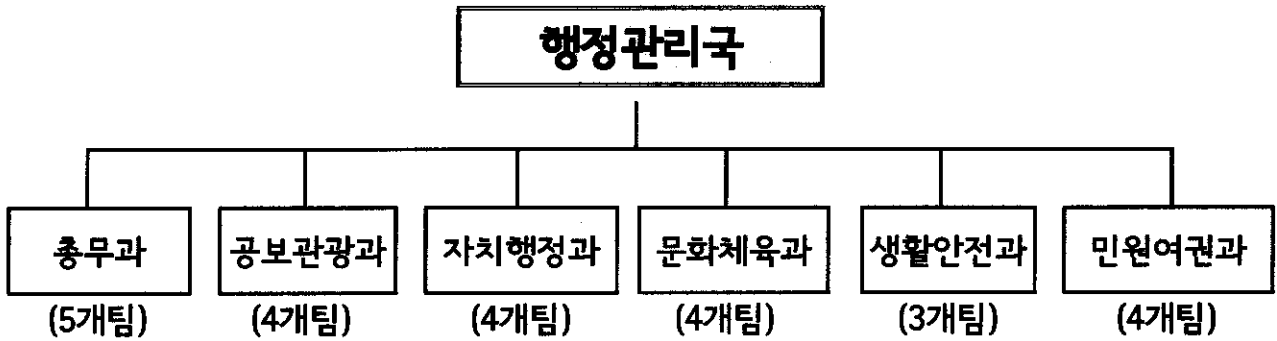 행정관리국
총무과 공보관광과 자치행정과 문화체육과 생활안전과 민원여권과
(5개팀) (4개팀) (4개팀) (4개팀) (3개팀) (4개팀)